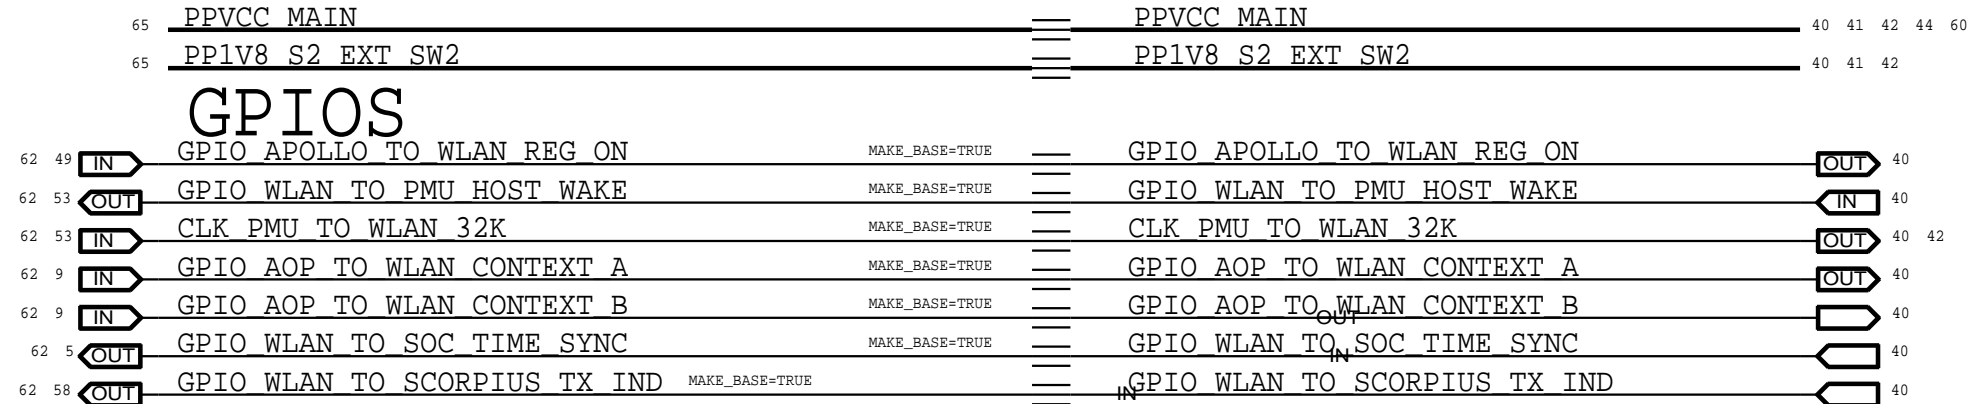 65 PPVCC_MAIN PPVCC_MAIN 40 41 42 44 60
65 PP1V8_S2_EXT_SW2 PP1V8_S2_EXT_SW2 40 41 42
GPIOS
62 49 IN GPIO_APOLLO_TO_WLAN_REG_ON MAKE_BASE=TRUE GPIO_APOLLO_TO_WLAN_REG_ON OUT 40
62 53 OUT GPIO_WLAN_TO_PMU_HOST_WAKE MAKE_BASE=TRUE GPIO_WLAN_TO_PMU_HOST_WAKE IN 40
62 53 IN CLK_PMU_TO_WLAN_32K MAKE_BASE=TRUE CLK_PMU_TO_WLAN_32K OUT 40 42
62 9 IN GPIO_AOP_TO_WLAN_CONTEXT_A MAKE_BASE=TRUE GPIO_AOP_TO_WLAN_CONTEXT_A OUT 40
62 9 IN GPIO_AOP_TO_WLAN_CONTEXT_B MAKE_BASE=TRUE GPIO_AOP_TO_WLAN_CONTEXT_B OUT 40
62 5 OUT GPIO_WLAN_TO_SOC_TIME_SYNC MAKE_BASE=TRUE GPIO_WLAN_TO_SOC_TIME_SYNC IN 40
62 58 OUT GPIO_WLAN_TO_SCORPIUS_TX_IND MAKE_BASE=TRUE IN GPIO_WLAN_TO_SCORPIUS_TX_IND 40